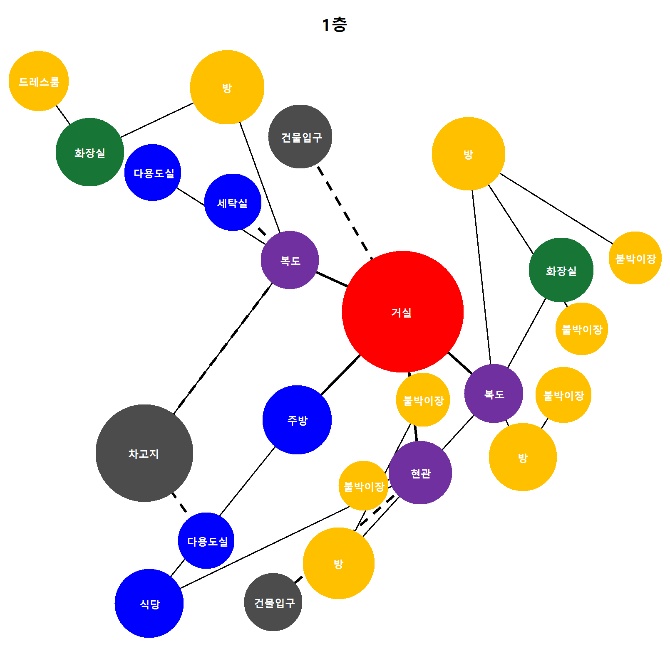 1층
드레스룸
방
건물입구
화장실
방
다용도실
세탁실
복도
붙박이장
화장실
거실
붙박이장
붙박이장
복도
붙박이장
주방
차고지
방
현관
붙박이장
다용도실
방
식당
건물입구